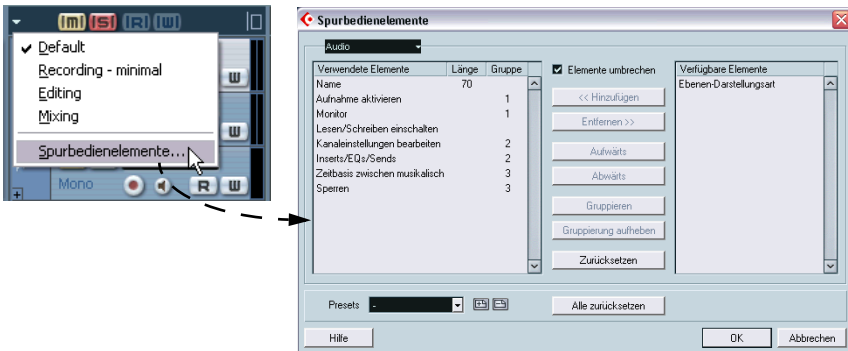 M S R W
Default
Recording - minimal
Editing
Mixing
Spurbedienelemente...
W
W
Mono R W
Spurbedienelemente
Audio
Verwendete Elemente Länge Gruppe
Name 70
Aufnahme aktivieren 1
Monitor 1
Lesen/Schreiben einschalten
Kanaleinstellungen bearbeiten 2
Inserts/EQs/Sends 2
Zeitbasis zwischen musikalisch 3
Sperren 3
Elemente umbrechen
<< Hinzufügen
Entfernen >>
Aufwärts
Abwärts
Gruppieren
Gruppierung aufheben
Zurücksetzen
Verfügbare Elemente
Ebenen-Darstellungsart
Presets -
Alle zurücksetzen
Hilfe
OK
Abbrechen